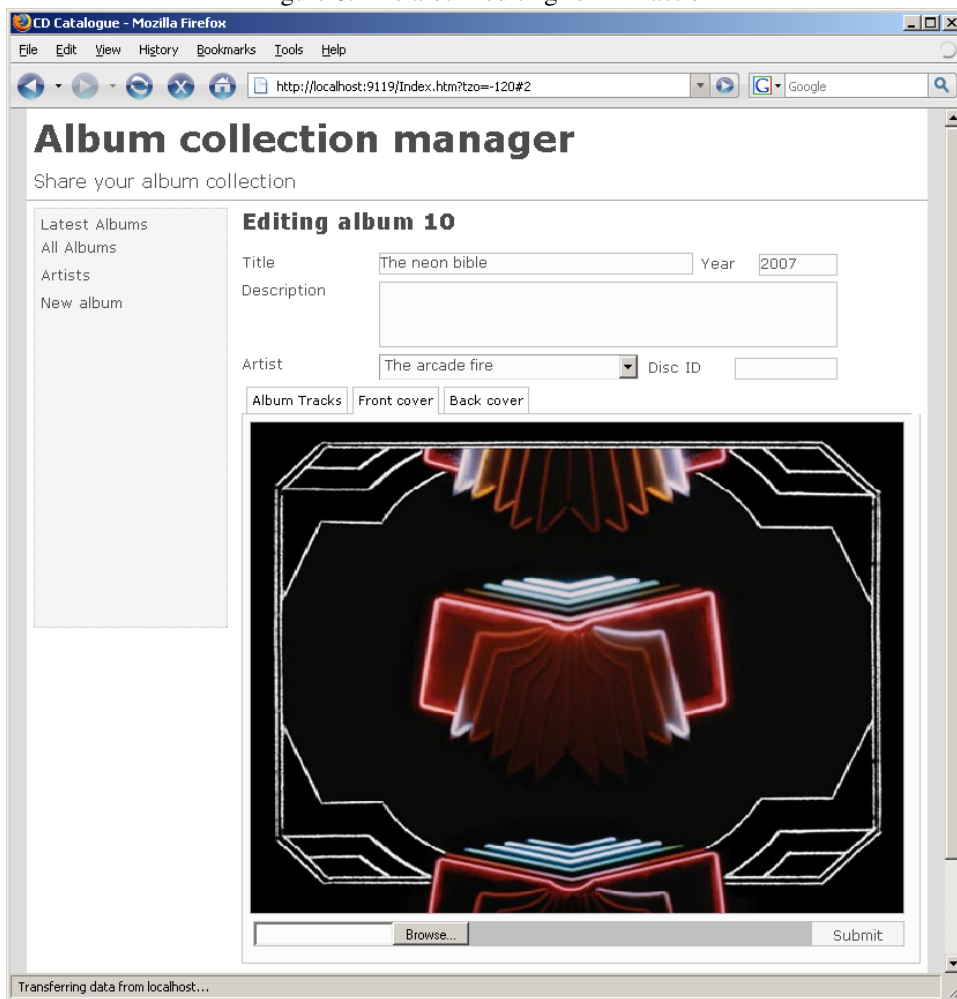 CD Catalogue - Mozilla Firefox
File Edit View History Bookmarks Tools Help
http://localhost:9119/Index.htm?tzo=-120#2
G Google
Album collection manager
Share your album collection
Latest Albums
All Albums
Artists
New album
Editing album 10
Title The neon bible Year 2007
Description
Artist The arcade fire Disc ID
Album Tracks Front cover Back cover
Browse... Submit
Transferring data from localhost...